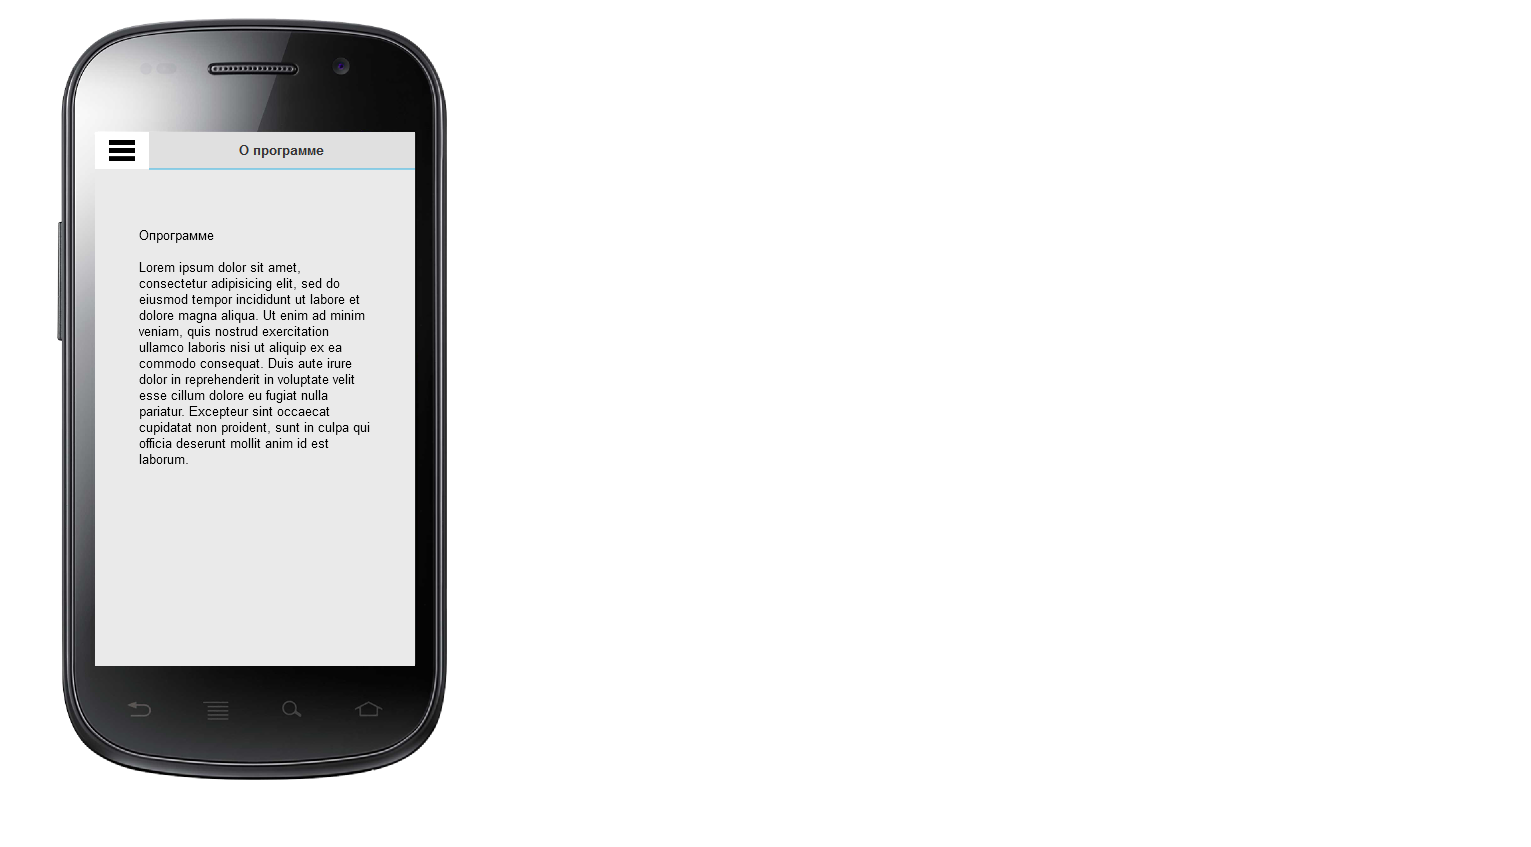 О программе
Опрограмме
Lorem ipsum dolor sit amet,
consectetur adipisicing elit, sed do
eiusmod tempor incididunt ut labore et
dolore magna aliqua. Ut enim ad minim
veniam, quis nostrud exercitation
ullamco laboris nisi ut aliquip ex ea
commodo consequat. Duis aute irure
dolor in reprehenderit in voluptate velit
esse cillum dolore eu fugiat nulla
pariatur. Excepteur sint occaecat
cupidatat non proident, sunt in culpa qui
officia deserunt mollit anim id est
laborum.